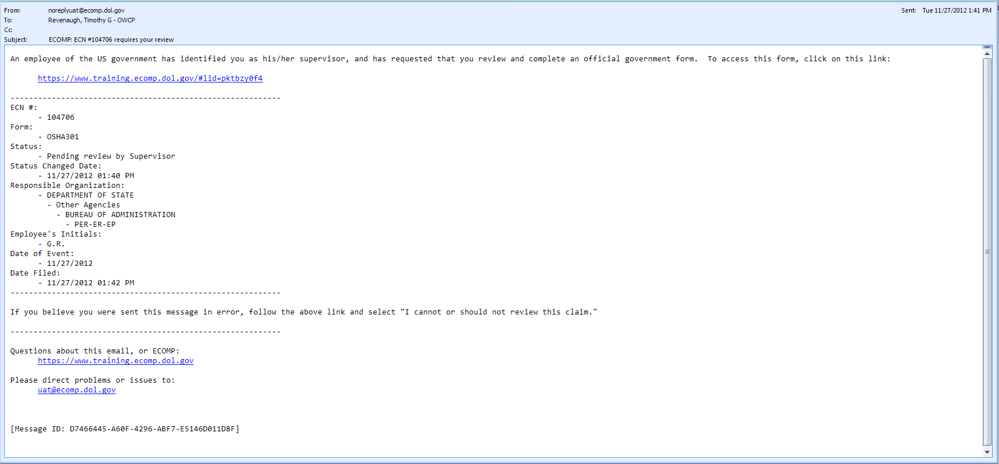 From: noreplyuat@ecomp.dol.gov Sent: Tue 11/27/2012 1:41 PM
To: Revenaugh, Timothy G - OWCP
Cc:
Subject: ECOMP: ECN #104706 requires your review
An employee of the US government has identified you as his/her supervisor, and has requested that you review and complete an official government form.  To access this form, click on this link:
https://www.training.ecomp.dol.gov/#lid=pktbzy0f4
-----------------------------------------------------------
ECN #:
- 104706
Form:
- OSHA301
Status:
- Pending review by Supervisor
Status Changed Date:
- 11/27/2012 01:40 PM
Responsible Organization:
- DEPARTMENT OF STATE
- Other Agencies
- BUREAU OF ADMINISTRATION
- PER-ER-EP
Employee's Initials:
- G.R.
Date of Event:
- 11/27/2012
Date Filed:
- 11/27/2012 01:42 PM
-----------------------------------------------------------
If you believe you were sent this message in error, follow the above link and select "I cannot or should not review this claim."
-----------------------------------------------------------
Questions about this email, or ECOMP:
https://www.training.ecomp.dol.gov
Please direct problems or issues to:
uat@ecomp.dol.gov
[Message ID: D7466445-A60F-4296-ABF7-E5146D011D8F]